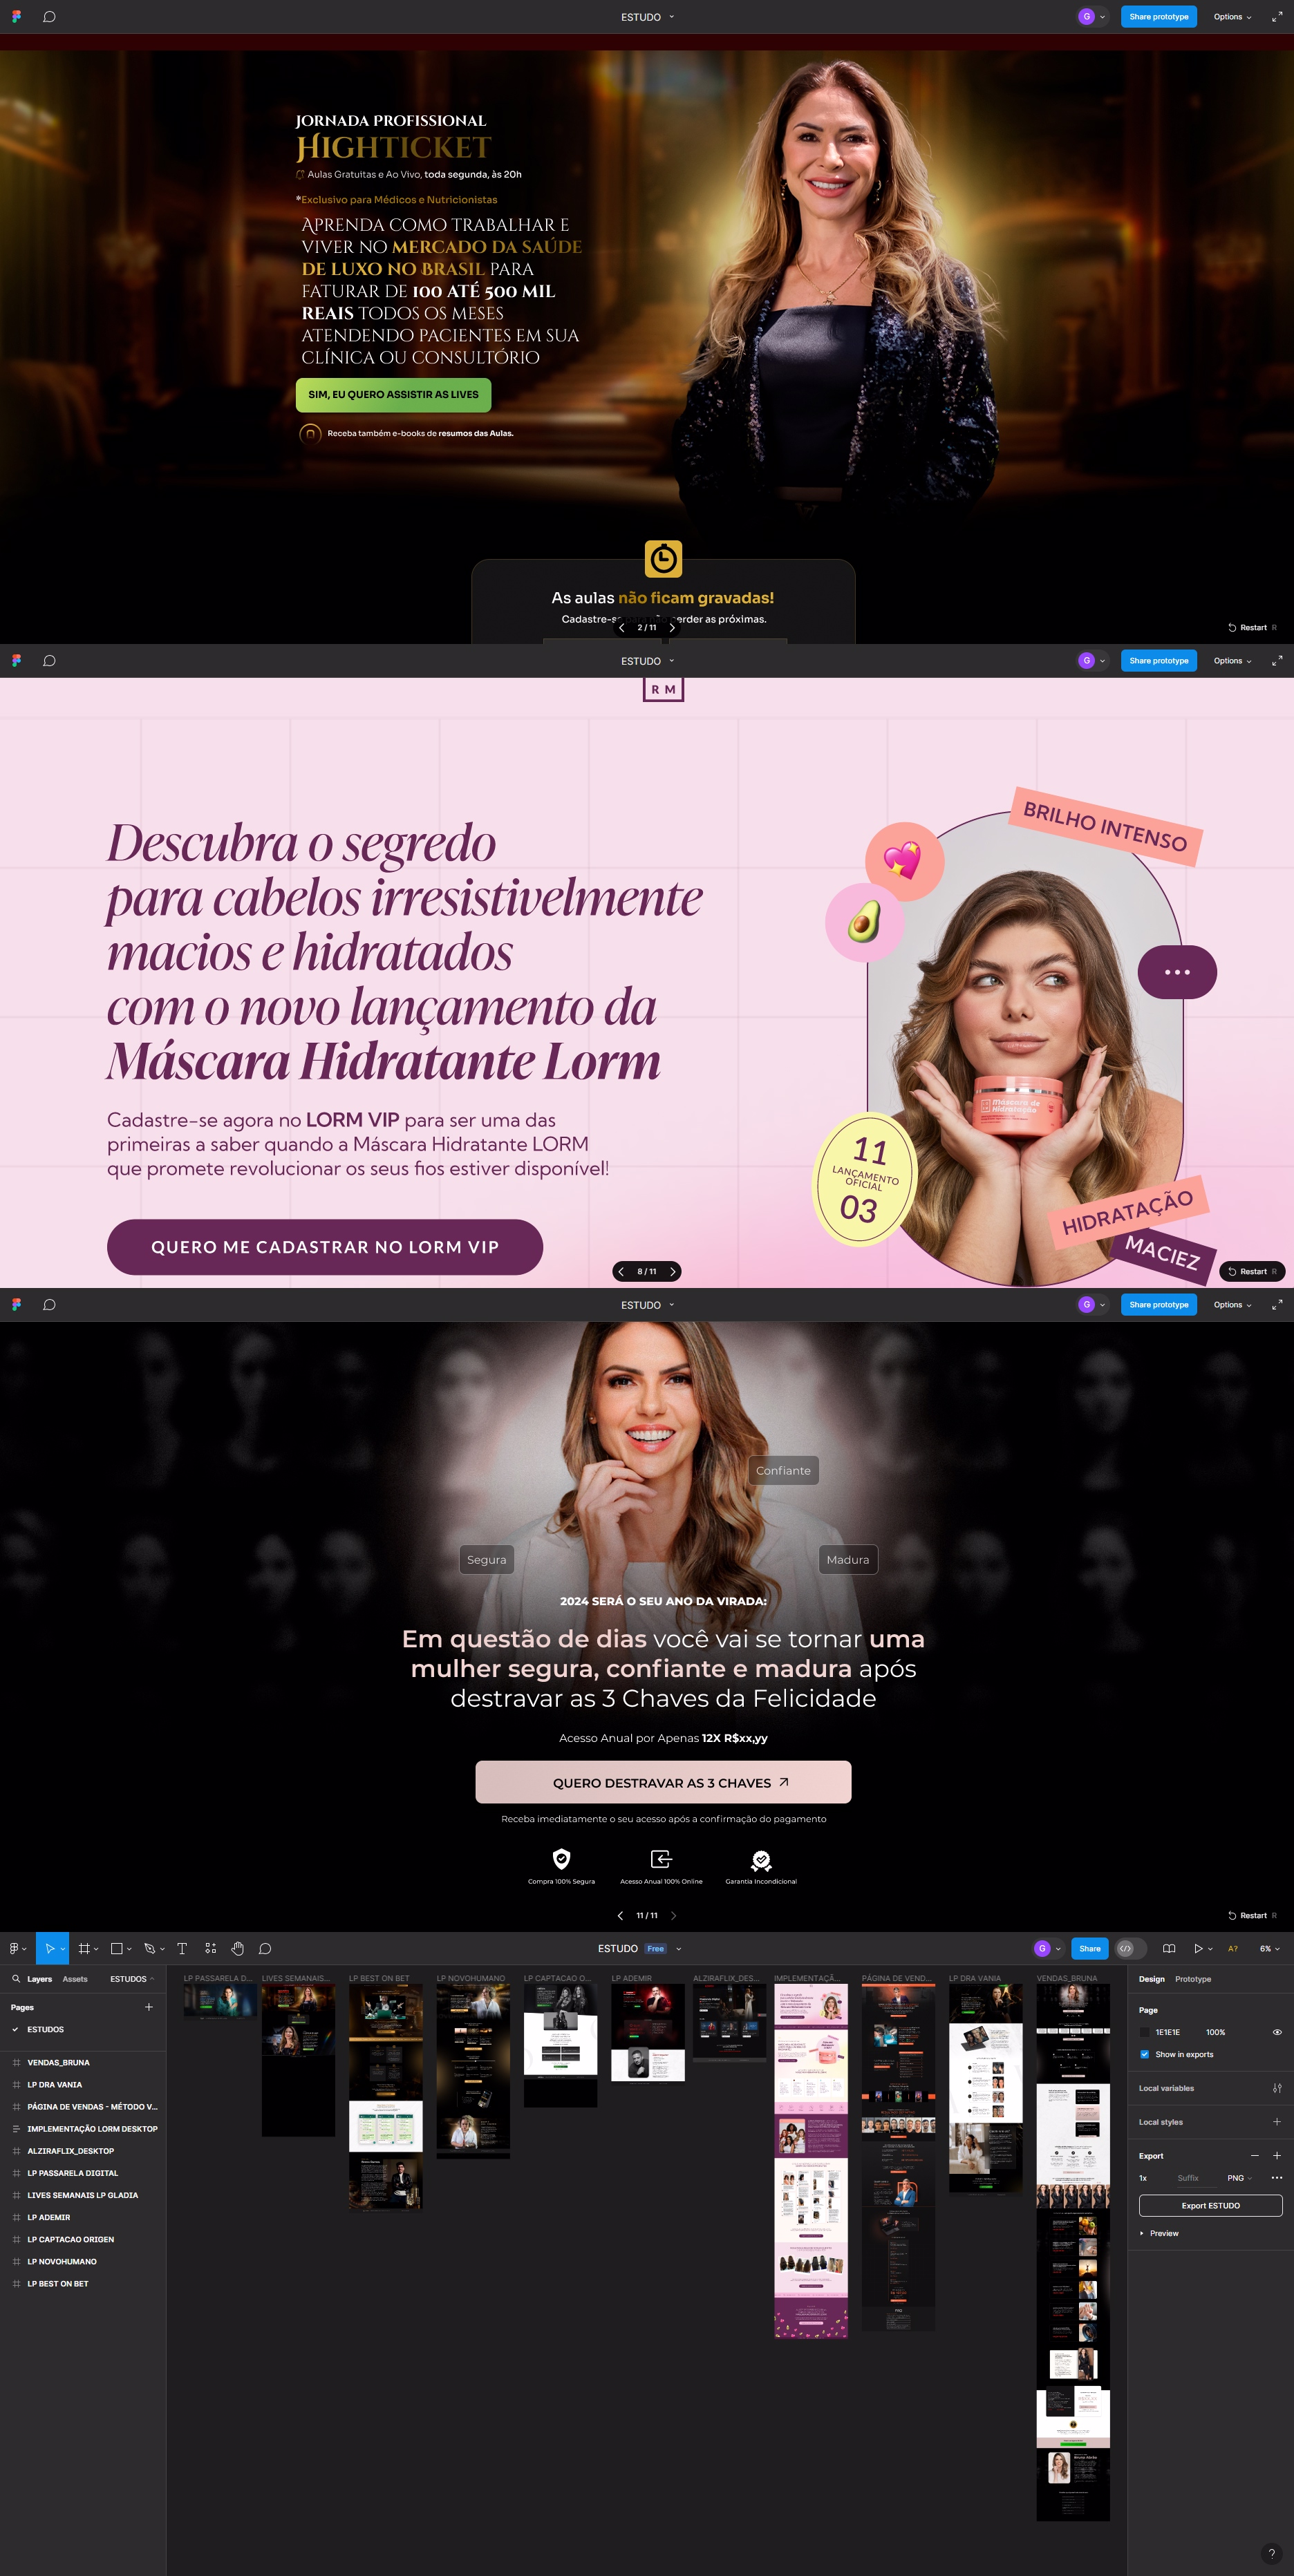 ESTUDO
G
Share prototype
Options
JORNADA PROFISSIONAL
HIGHTICKET
Aulas Gratuitas e Ao Vivo, toda segunda, às 20h
*Exclusivo para Médicos e Nutricionistas
APRENDA COMO TRABALHAR E
VIVER NO MERCADO DA SAÚDE
DE LUXO NO BRASIL PARA
FATURAR DE 100 ATÉ 500 MIL
REAIS TODOS OS MESES
ATENDENDO PACIENTES EM SUA
CLÍNICA OU CONSULTÓRIO
SIM, EU QUERO ASSISTIR AS LIVES
Receba também e-books de resumos das Aulas.
As aulas não ficam gravadas!
Cadastre-se para não perder as próximas.
2 / 11
Restart R
ESTUDO
G
Share prototype
Options
R M
Descubra o segredo
para cabelos irresistivelmente
macios e hidratados
com o novo lançamento da
Máscara Hidratante Lorm
Cadastre-se agora no LORM VIP para ser uma das
primeiras a saber quando a Máscara Hidratante LORM
que promete revolucionar os seus fios estiver disponível!
QUERO ME CADASTRAR NO LORM VIP
BRILHO INTENSO
Máscara de
Hidratação
11
LANÇAMENTO
OFICIAL
03
HIDRATAÇÃO
MACIEZ
8 / 11
Restart R
ESTUDO
G
Share prototype
Options
Confiante
Segura
Madura
2024 SERÁ O SEU ANO DA VIRADA:
Em questão de dias você vai se tornar uma
mulher segura, confiante e madura após
destravar as 3 Chaves da Felicidade
Acesso Anual por Apenas 12X R$xx,yy
QUERO DESTRAVAR AS 3 CHAVES
Receba imediatamente o seu acesso após a confirmação do pagamento
Compra 100% Segura
Acesso Anual 100% Online
Garantia Incondicional
11 / 11
Restart R
ESTUDO Free
G
Share
A?
6%
Layers
Assets
ESTUDOS
Pages
ESTUDOS
VENDAS_BRUNA
LP DRA VANIA
PÁGINA DE VENDAS - MÉTODO V...
IMPLEMENTAÇÃO LORM DESKTOP
ALZIRAFLIX_DESKTOP
LP PASSARELA DIGITAL
LIVES SEMANAIS LP GLADIA
LP ADEMIR
LP CAPTACAO ORIGEN
LP NOVOHUMANO
LP BEST ON BET
LP PASSARELA D...
LIVES SEMANAIS...
LP BEST ON BET
LP NOVOHUMANO
LP CAPTACAO O...
LP ADEMIR
ALZIRAFLIX_DES...
IMPLEMENTAÇÃ...
PÁGINA DE VEND...
LP DRA VANIA
VENDAS_BRUNA
Design
Prototype
Page
1E1E1E
100%
Show in exports
Local variables
Local styles
Export
1x
Suffix
PNG
Export ESTUDO
Preview
?